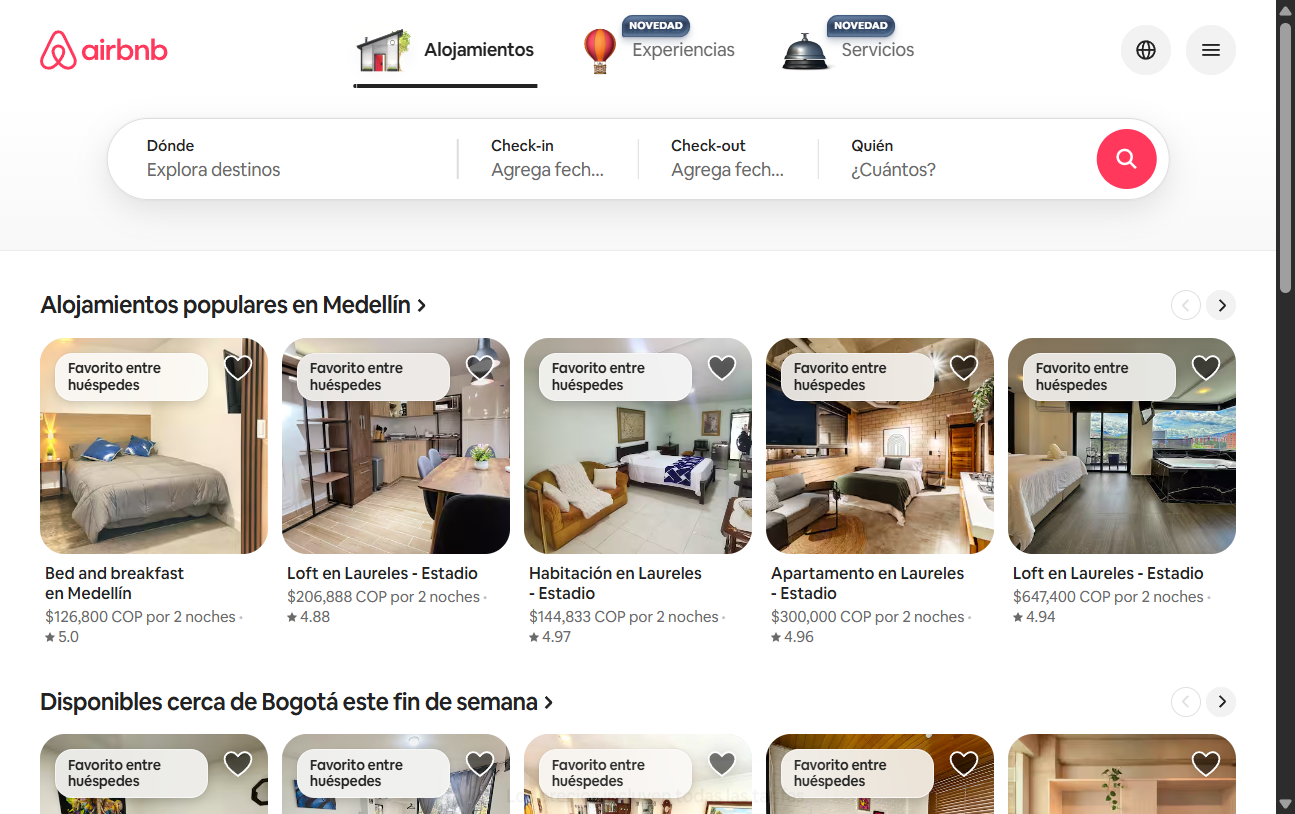 airbnb
Alojamientos
NOVEDAD
Experiencias
NOVEDAD
Servicios
Dónde
Explora destinos
Check-in
Agrega fech...
Check-out
Agrega fech...
Quién
¿Cuántos?
Alojamientos populares en Medellín
Favorito entre
huéspedes
Favorito entre
huéspedes
Favorito entre
huéspedes
Favorito entre
huéspedes
Favorito entre
huéspedes
Bed and breakfast
en Medellín
$126,800 COP por 2 noches ·
5.0
Loft en Laureles - Estadio
$206,888 COP por 2 noches ·
4.88
Habitación en Laureles
- Estadio
$144,833 COP por 2 noches ·
4.97
Apartamento en Laureles
- Estadio
$300,000 COP por 2 noches ·
4.96
Loft en Laureles - Estadio
$647,400 COP por 2 noches ·
4.94
Disponibles cerca de Bogotá este fin de semana
Favorito entre
huéspedes
Favorito entre
huéspedes
Favorito entre
huéspedes
Favorito entre
huéspedes
precios incluyen todas las